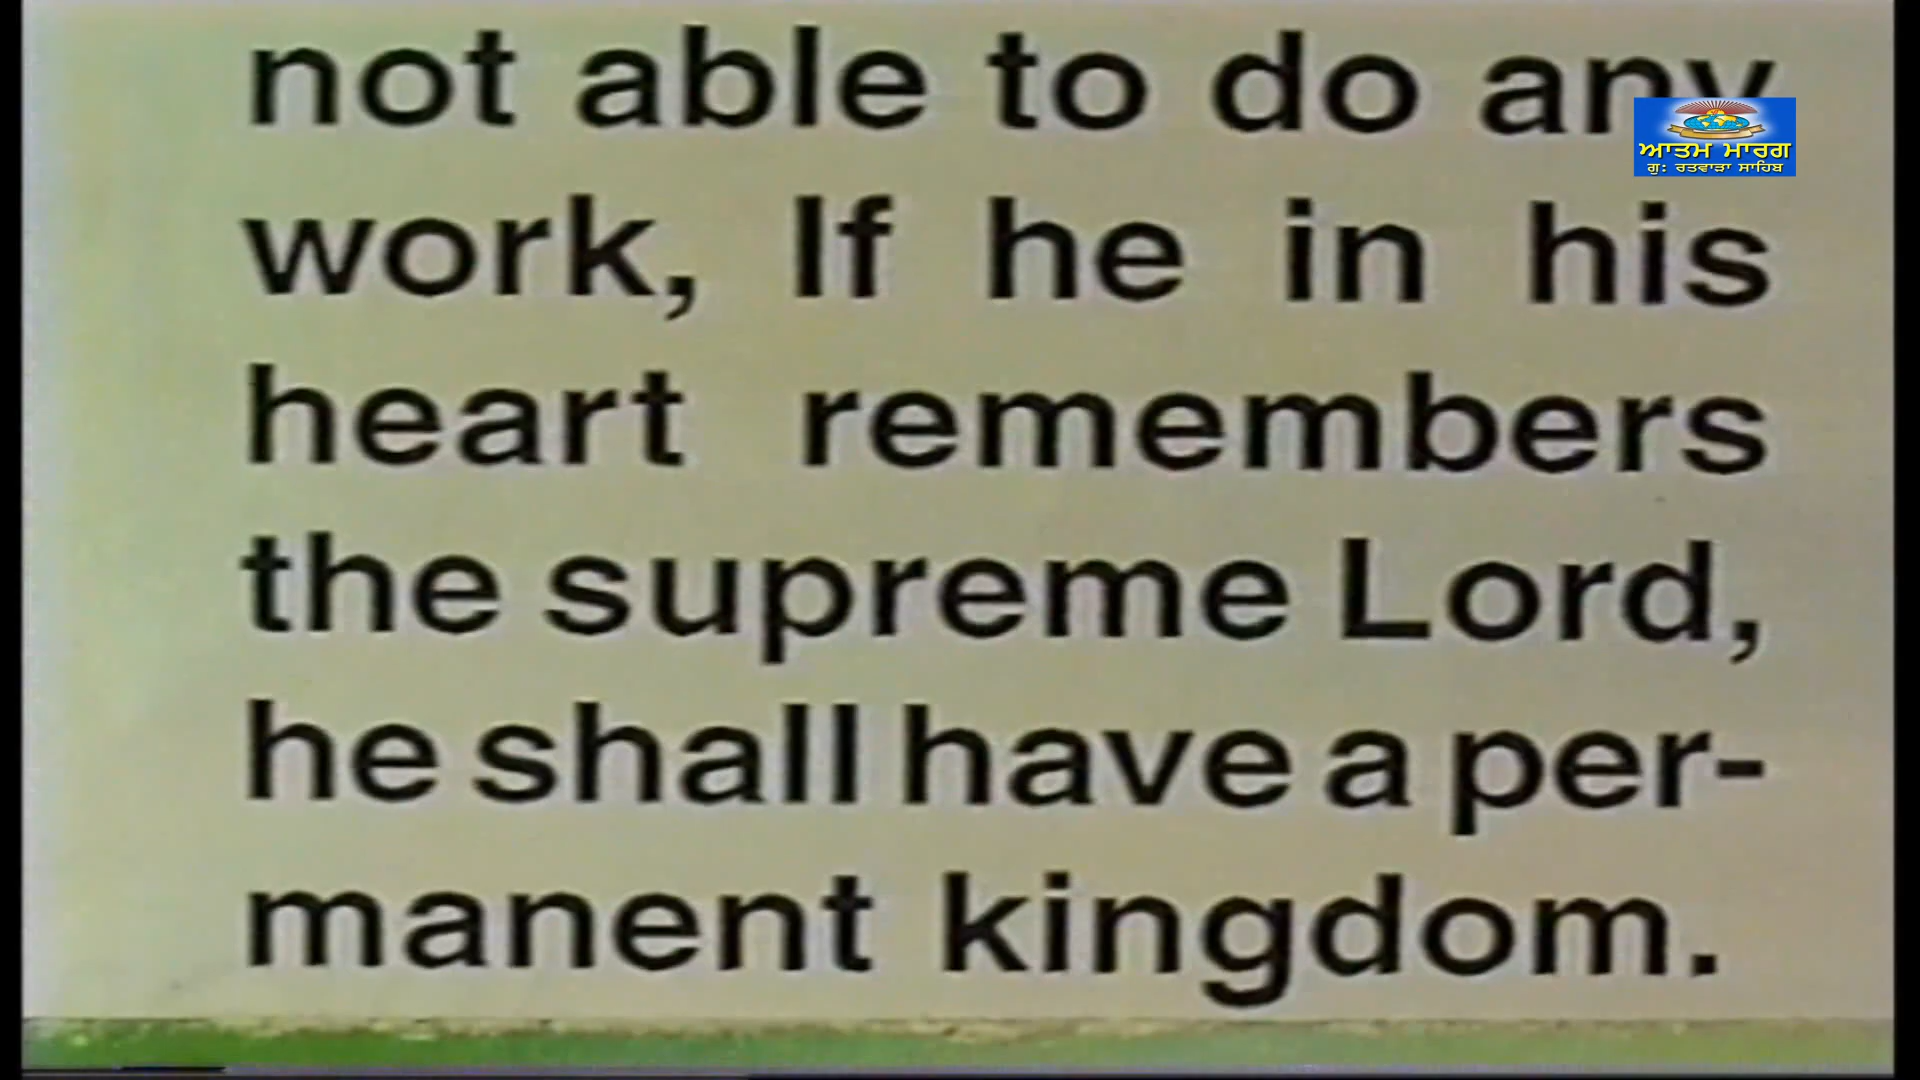 not able to do any
work, If he in his
heart remembers
the supreme Lord,
he shall have a per-
manent kingdom.
ਆਤਮ ਮਾਰਗ
ਗੁ: ਰਤਵਾੜਾ ਸਾਹਿਬ